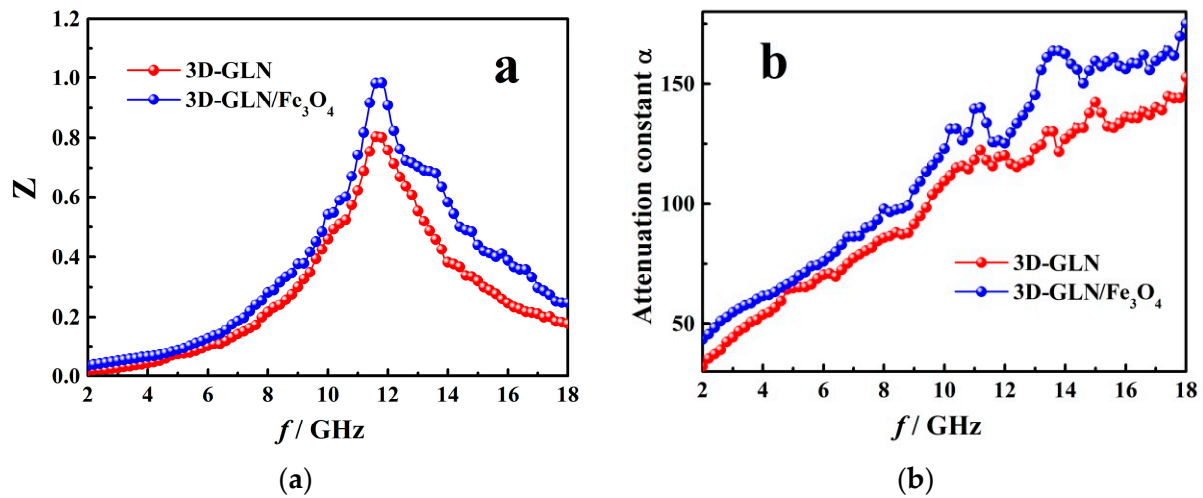 a
3D-GLN
3D-GLN/Fe₃O₄
Z
1.2
1.0
0.8
0.6
0.4
0.2
0.0
2 4 6 8 10 12 14 16 18
f / GHz
(a)
b
Attenuation constant α
150
100
50
3D-GLN
3D-GLN/Fe₃O₄
2 4 6 8 10 12 14 16 18
f / GHz
(b)